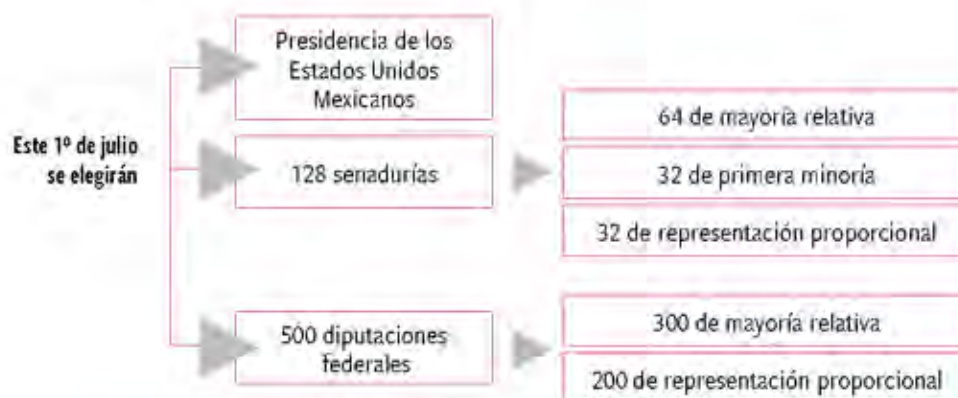 Este 1º de julio
se elegirán
Presidencia de los
Estados Unidos
Mexicanos
128 senadurías
64 de mayoría relativa
32 de primera minoría
32 de representación proporcional
500 diputaciones
federales
300 de mayoría relativa
200 de representación proporcional